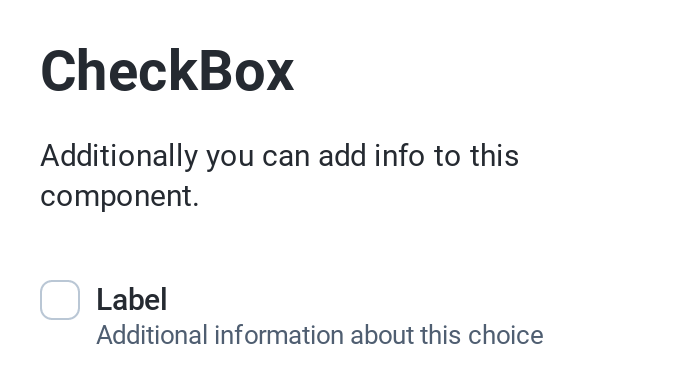 CheckBox
Additionally you can add info to this
component.
Label
Additional information about this choice